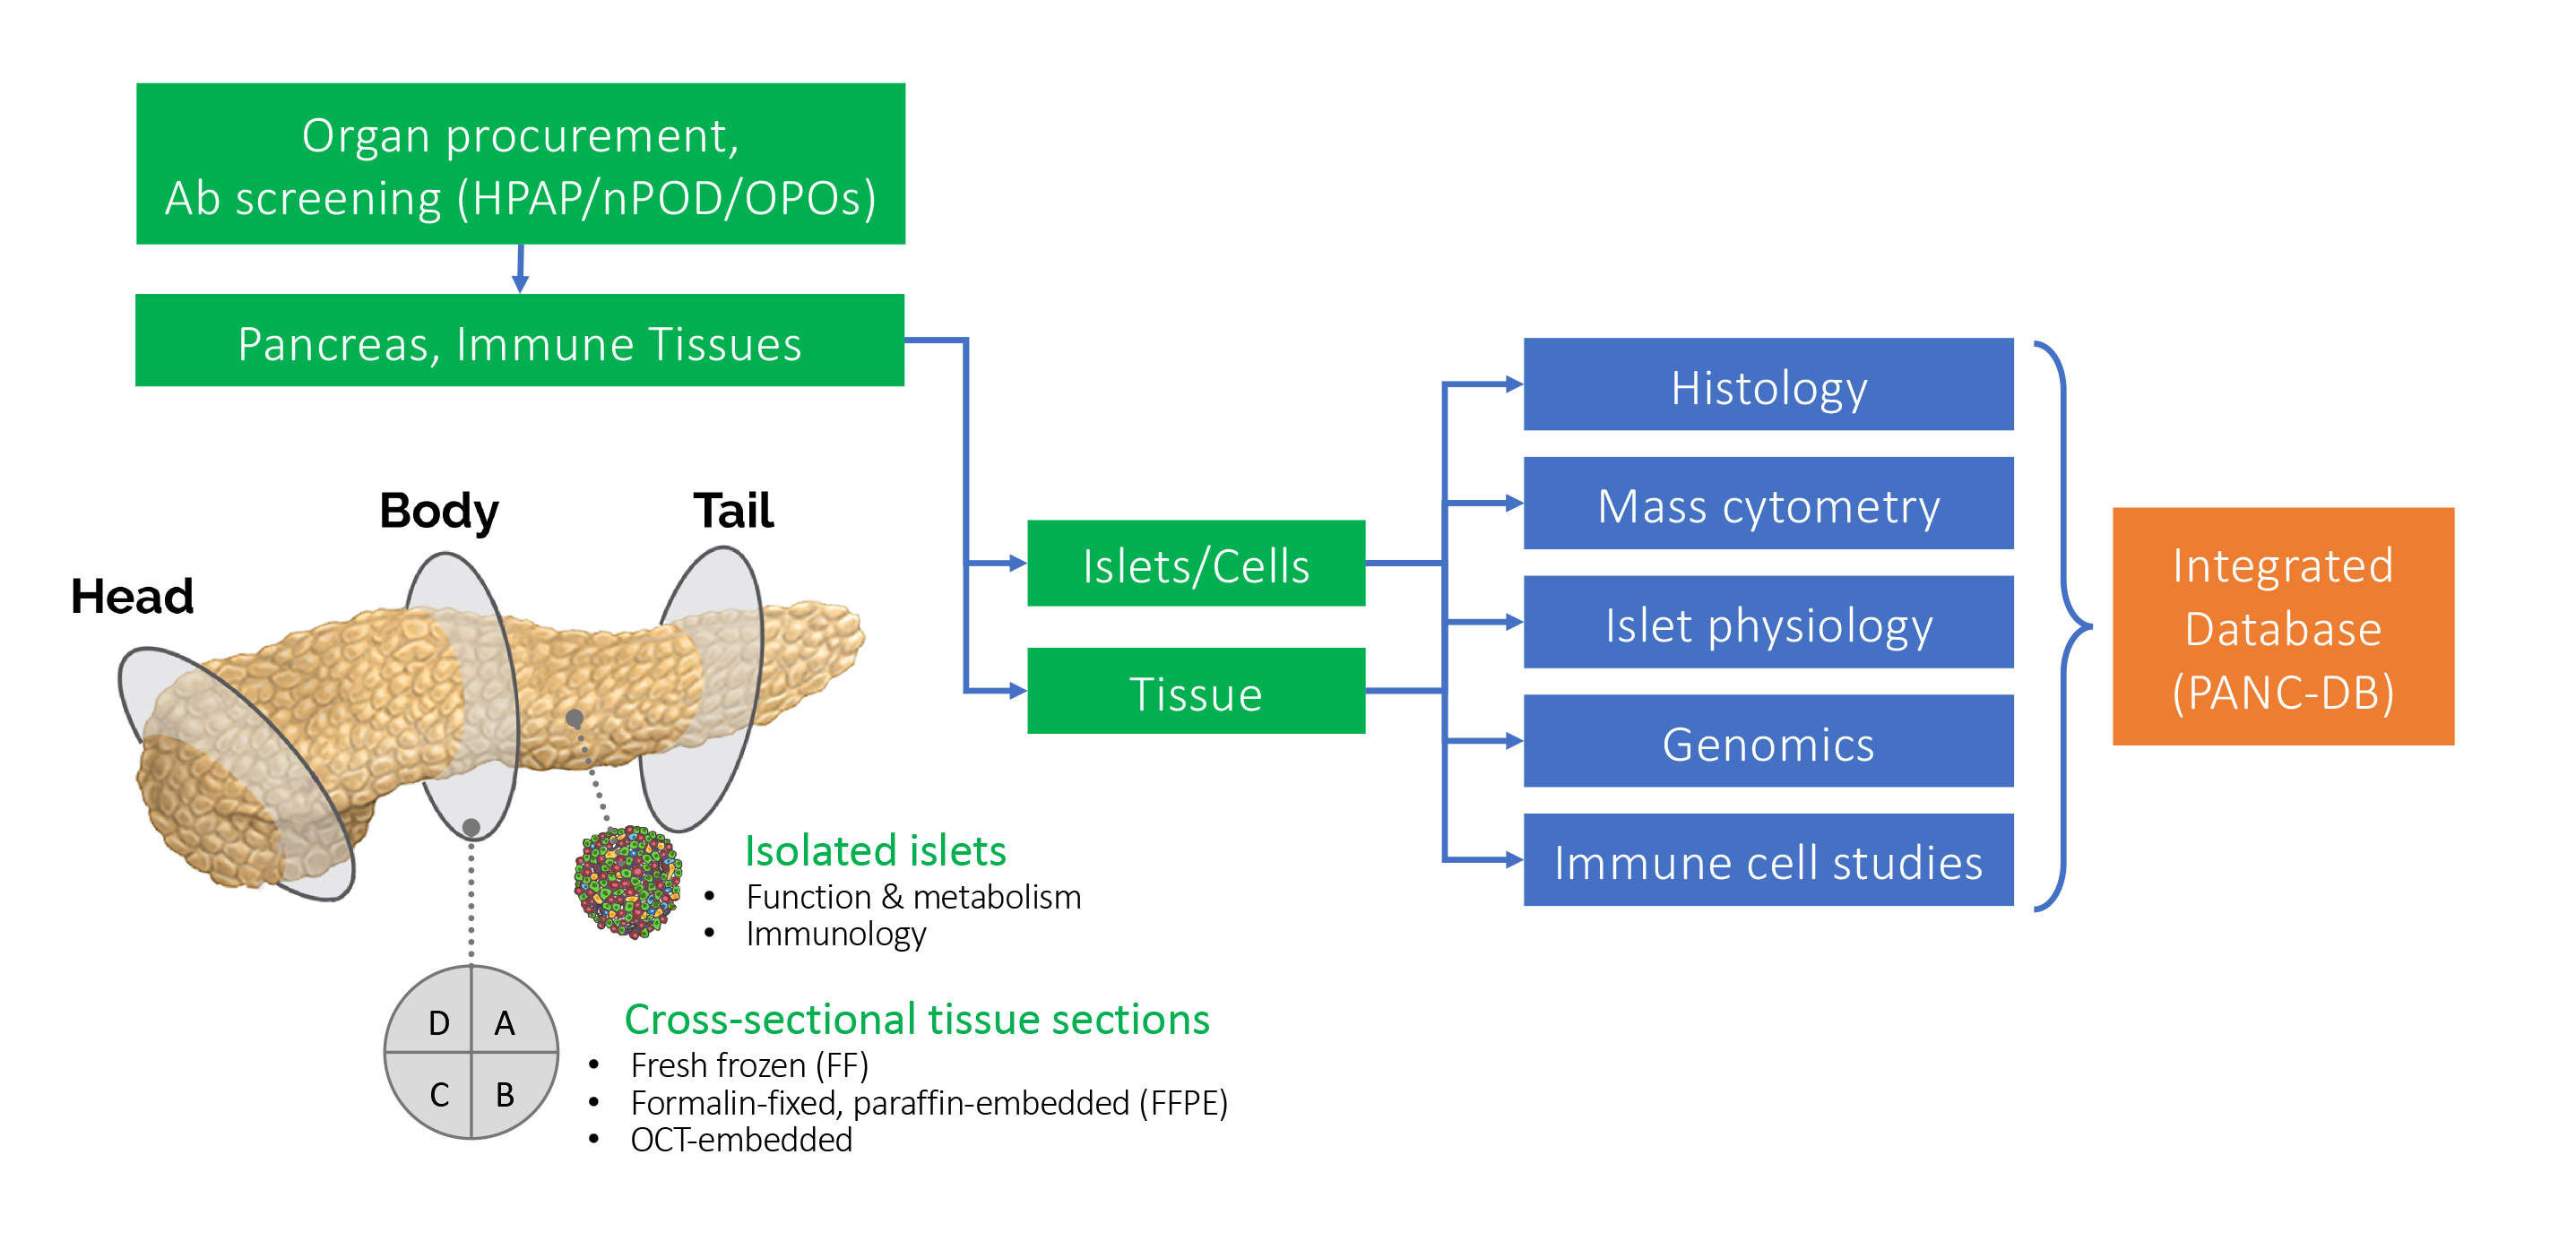 Organ procurement,
Ab screening (HPAP/nPOD/OPOs)
Pancreas, Immune Tissues
Head
Body
Tail
Isolated islets
• Function & metabolism
• Immunology
D A
C B
Cross-sectional tissue sections
• Fresh frozen (FF)
• Formalin-fixed, paraffin-embedded (FFPE)
• OCT-embedded
Islets/Cells
Tissue
Histology
Mass cytometry
Islet physiology
Genomics
Immune cell studies
Integrated
Database
(PANC-DB)